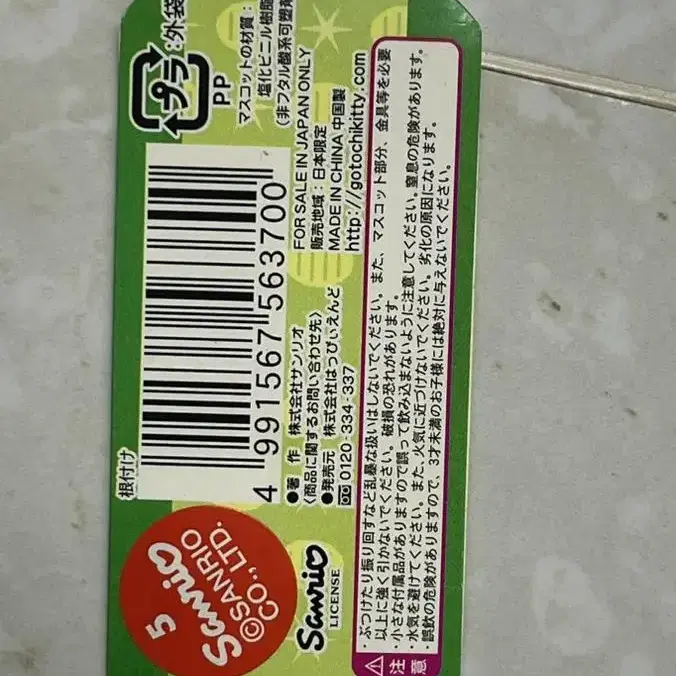 根付け
4 991567 563700
プラ :外袋
PP
5
Sanrio
©SANRIO
CO., LTD.
マスコットの材質:
塩化ビニル樹脂
(非フタル酸系可塑剤
●著 作 株式会社サンリオ
〈商品に関するお問い合わせ先〉
●発売元 株式会社はっぴぃえんど
0120-334-337
FOR SALE IN JAPAN ONLY
販売地域:日本限定
MADE IN CHINA 中国製
http://gotochikitty.com
Sanrio
LICENSE
注
意
・ぶつけたり振り回すなど乱暴な扱いはしないでください。また、マスコット部分、金具等を必要
以上に強く引かないでください。破損の恐れがあります。
・小さな付属品がありますので誤って飲み込まないように注意してください。窒息の危険があります。
・水気を避けてください。また、火気に近づけないでください。劣化の原因になります。
・誤飲の危険がありますので、3才未満のお子様には絶対に与えないでください。